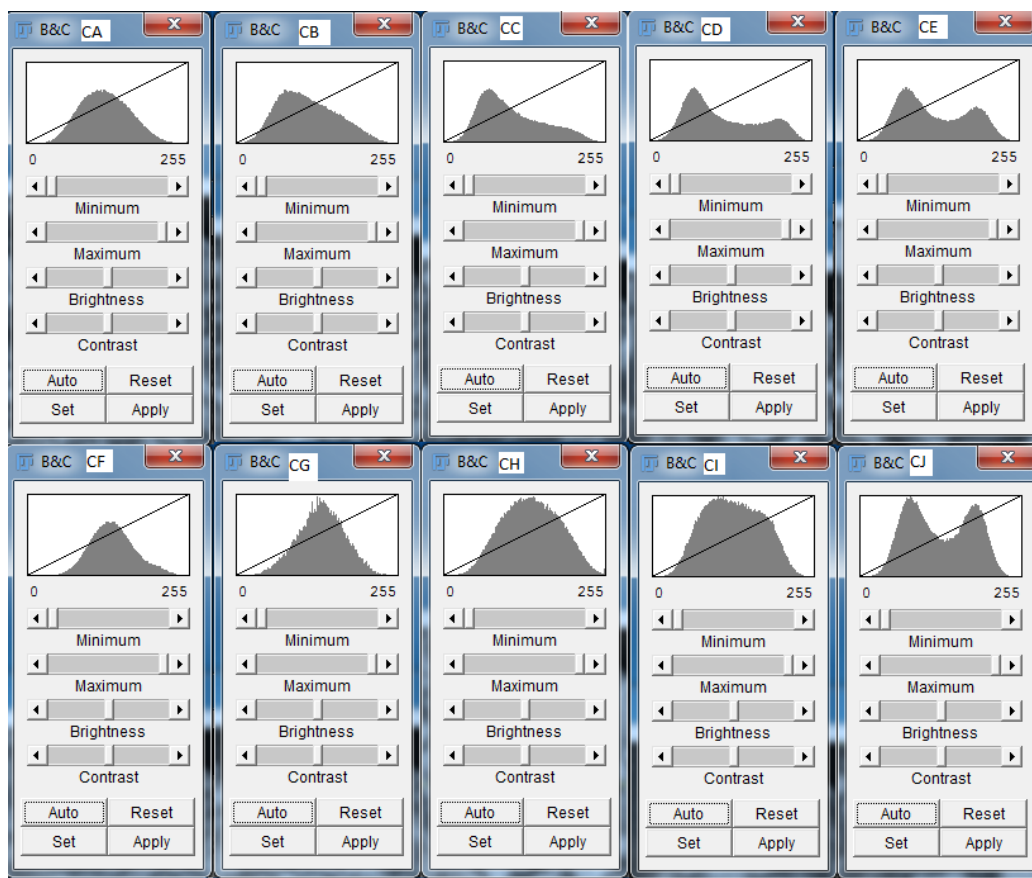 B&C CA X
0 255
Minimum
Maximum
Brightness
Contrast
Auto Reset
Set Apply
B&C CB X
0 255
Minimum
Maximum
Brightness
Contrast
Auto Reset
Set Apply
B&C CC X
0 255
Minimum
Maximum
Brightness
Contrast
Auto Reset
Set Apply
B&C CD X
0 255
Minimum
Maximum
Brightness
Contrast
Auto Reset
Set Apply
B&C CE X
0 255
Minimum
Maximum
Brightness
Contrast
Auto Reset
Set Apply
B&C CF X
0 255
Minimum
Maximum
Brightness
Contrast
Auto Reset
Set Apply
B&C CG X
0 255
Minimum
Maximum
Brightness
Contrast
Auto Reset
Set Apply
B&C CH X
0 255
Minimum
Maximum
Brightness
Contrast
Auto Reset
Set Apply
B&C CI X
0 255
Minimum
Maximum
Brightness
Contrast
Auto Reset
Set Apply
B&C CJ X
0 255
Minimum
Maximum
Brightness
Contrast
Auto Reset
Set Apply